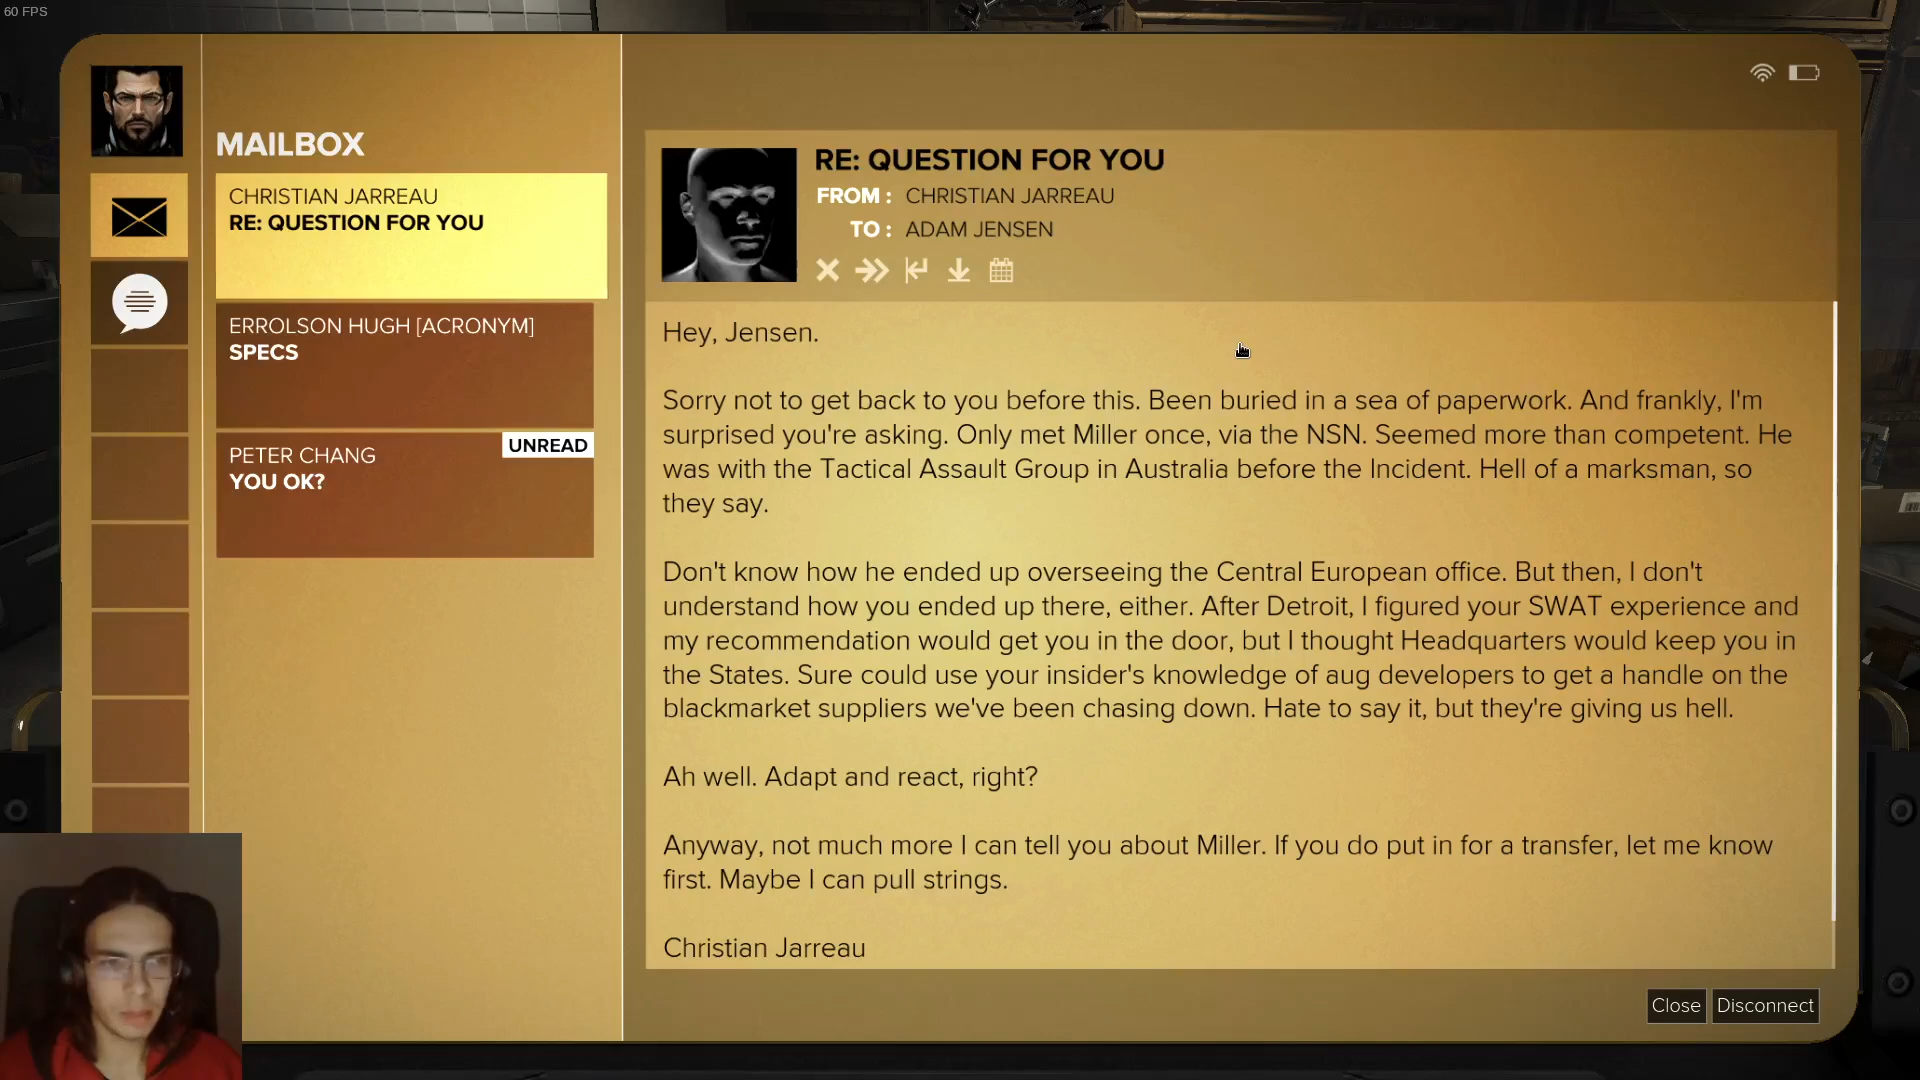 60 FPS
MAILBOX
CHRISTIAN JARREAU
RE: QUESTION FOR YOU
ERROLSON HUGH [ACRONYM]
SPECS
UNREAD
PETER CHANG
YOU OK?
RE: QUESTION FOR YOU
FROM : CHRISTIAN JARREAU
TO : ADAM JENSEN
Hey, Jensen.
Sorry not to get back to you before this. Been buried in a sea of paperwork. And frankly, I'm
surprised you're asking. Only met Miller once, via the NSN. Seemed more than competent. He
was with the Tactical Assault Group in Australia before the Incident. Hell of a marksman, so
they say.
Don't know how he ended up overseeing the Central European office. But then, I don't
understand how you ended up there, either. After Detroit, I figured your SWAT experience and
my recommendation would get you in the door, but I thought Headquarters would keep you in
the States. Sure could use your insider's knowledge of aug developers to get a handle on the
blackmarket suppliers we've been chasing down. Hate to say it, but they're giving us hell.
Ah well. Adapt and react, right?
Anyway, not much more I can tell you about Miller. If you do put in for a transfer, let me know
first. Maybe I can pull strings.
Christian Jarreau
Close Disconnect